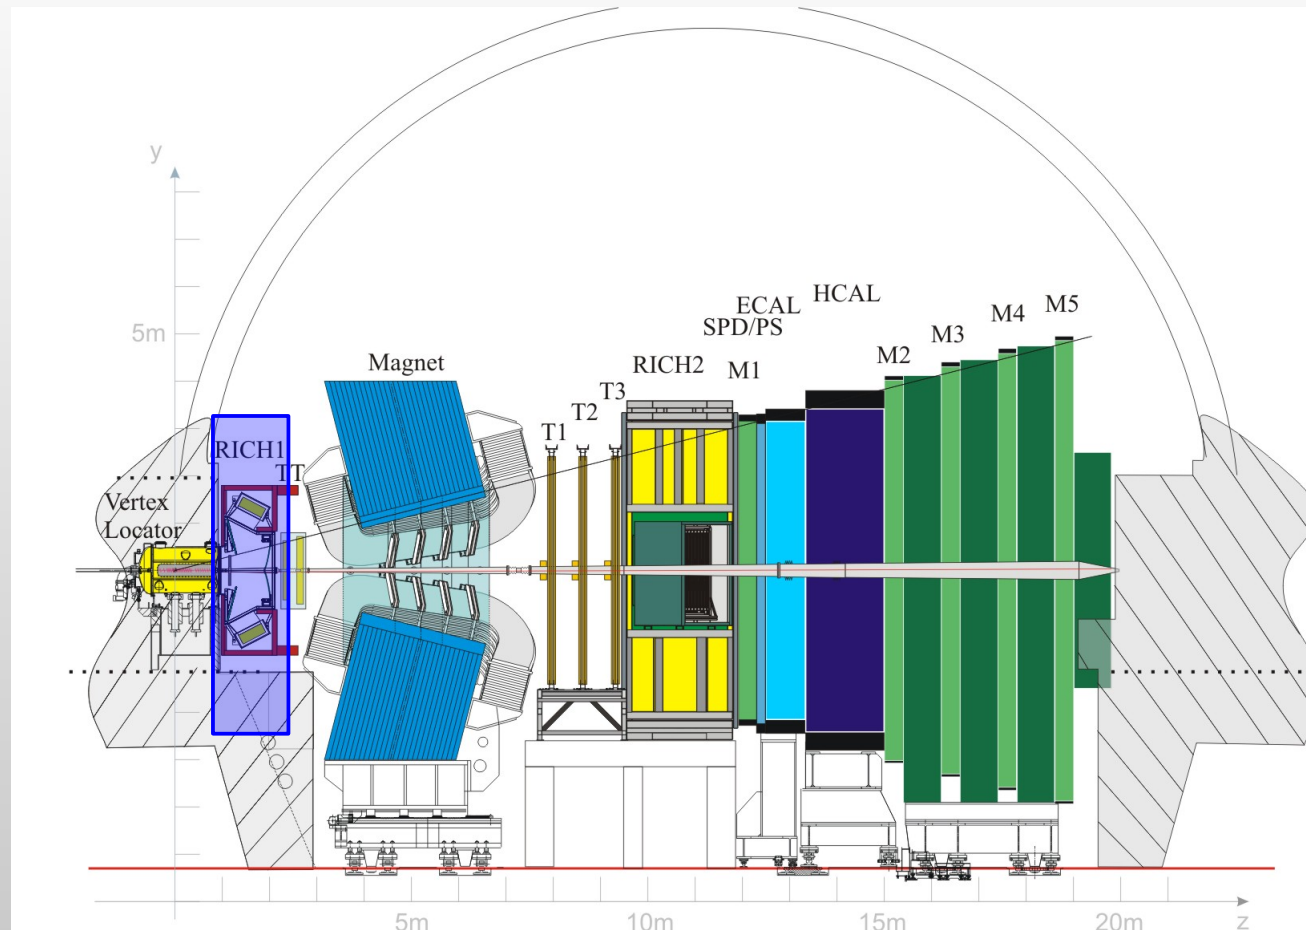 y
5m
ECAL
HCAL
SPD/PS
M5
M4
M3
M2
Magnet
RICH2
M1
T3
T2
T1
RICH1
TT
Vertex
Locator
5m
10m
15m
20m
z